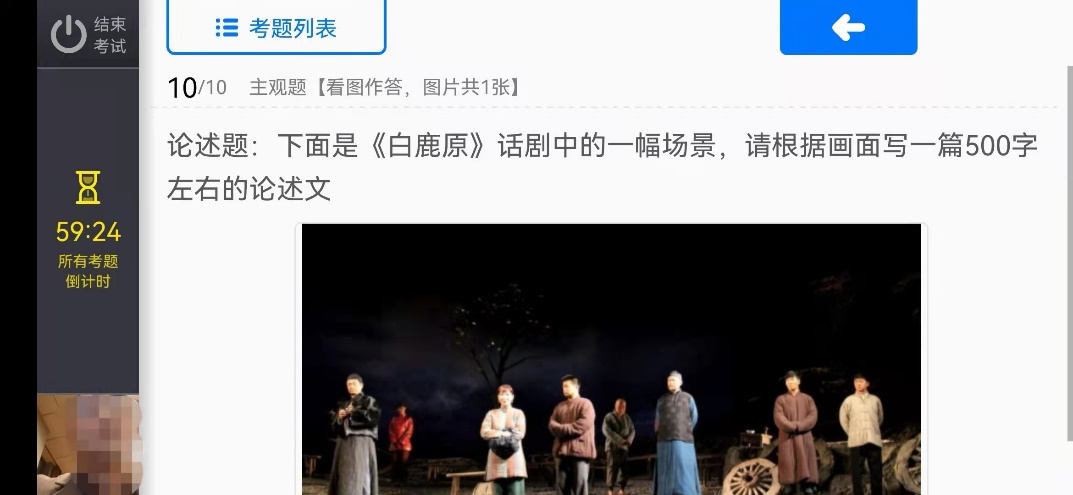 结束
考试
考题列表
10/10 主观题【看图作答，图片共1张】
论述题：下面是《白鹿原》话剧中的一幅场景，请根据画面写一篇500字
左右的论述文
59:24
所有考题
倒计时